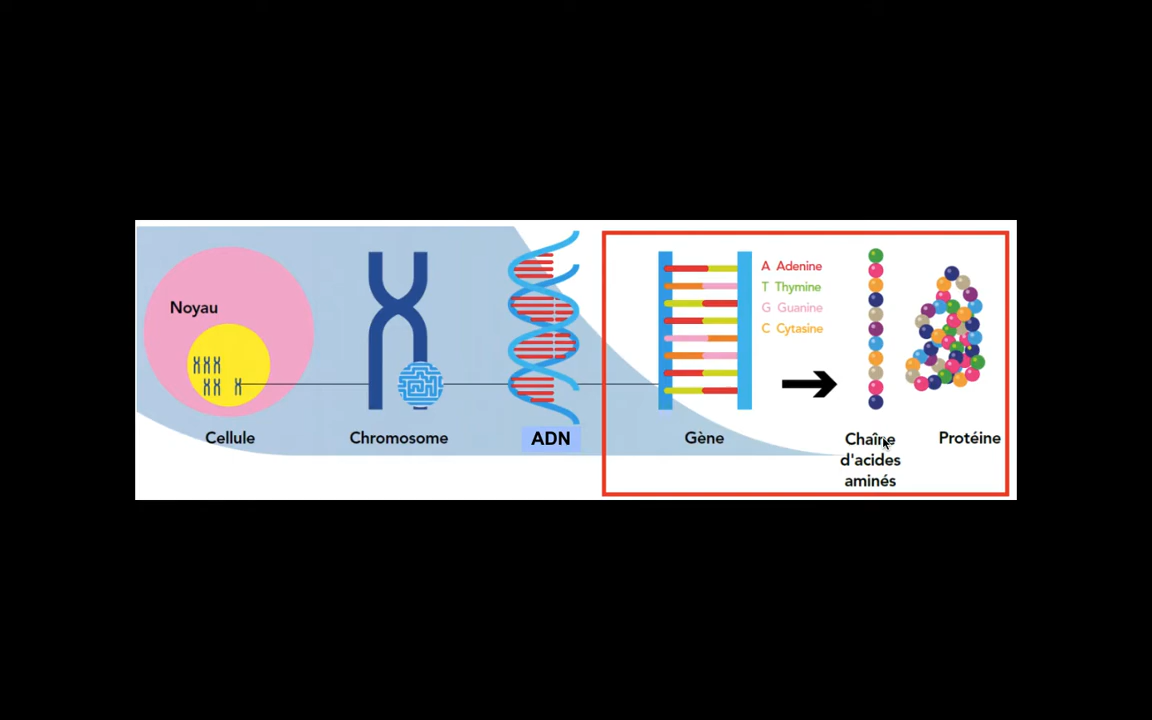 Noyau
A Adenine
T Thymine
G Guanine
C Cytasine
Cellule
Chromosome
ADN
Gène
Chaîne
d'acides
aminés
Protéine